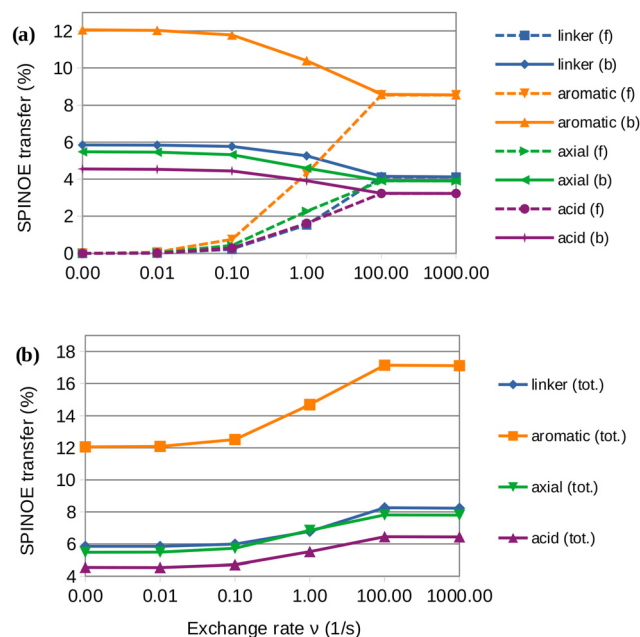 (a)
SPINOE transfer (%)
12
10
8
6
4
2
0
0.00 0.01 0.10 1.00 100.00 1000.00
linker (f)
linker (b)
aromatic (f)
aromatic (b)
axial (f)
axial (b)
acid (f)
acid (b)
(b)
SPINOE transfer (%)
18
16
14
12
10
8
6
4
0.00 0.01 0.10 1.00 100.00 1000.00
Exchange rate ν (1/s)
linker (tot.)
aromatic (tot.)
axial (tot.)
acid (tot.)